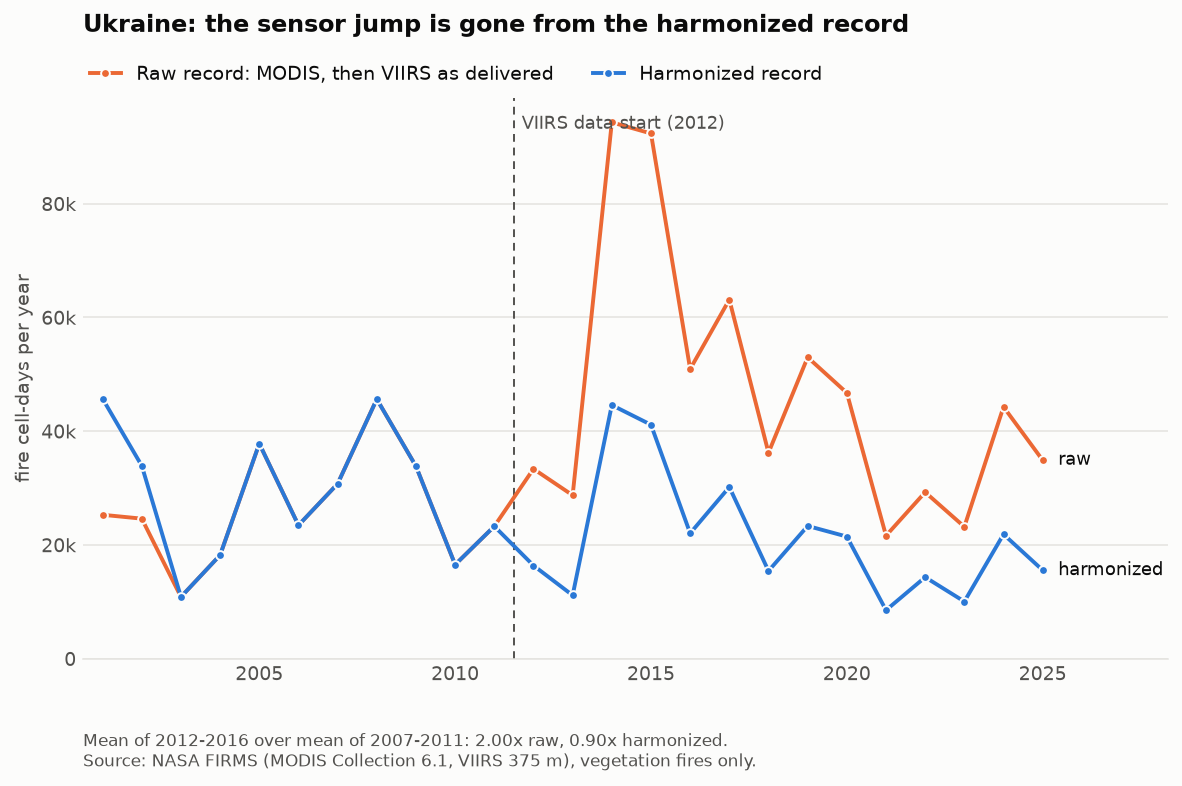 Ukraine: the sensor jump is gone from the harmonized record
Raw record: MODIS, then VIIRS as delivered
Harmonized record
VIIRS data start (2012)
fire cell-days per year
80k
60k
40k
20k
0
raw
harmonized
2005
2010
2015
2020
2025
Mean of 2012-2016 over mean of 2007-2011: 2.00x raw, 0.90x harmonized.
Source: NASA FIRMS (MODIS Collection 6.1, VIIRS 375 m), vegetation fires only.